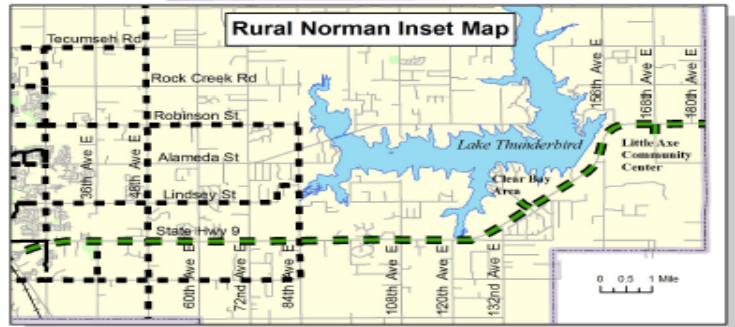 Rural Norman Inset Map
Tecumseh Rd
Rock Creek Rd
Robinson St
Alameda St
Lindsey St
State Hwy 9
36th Ave E
48th Ave E
60th Ave E
72nd Ave E
84th Ave E
108th Ave E
120th Ave E
132nd Ave E
156th Ave E
168th Ave E
180th Ave E
Lake Thunderbird
Clear Bay
Area
Little Axe
Community
Center
0 0.5 1 Mile